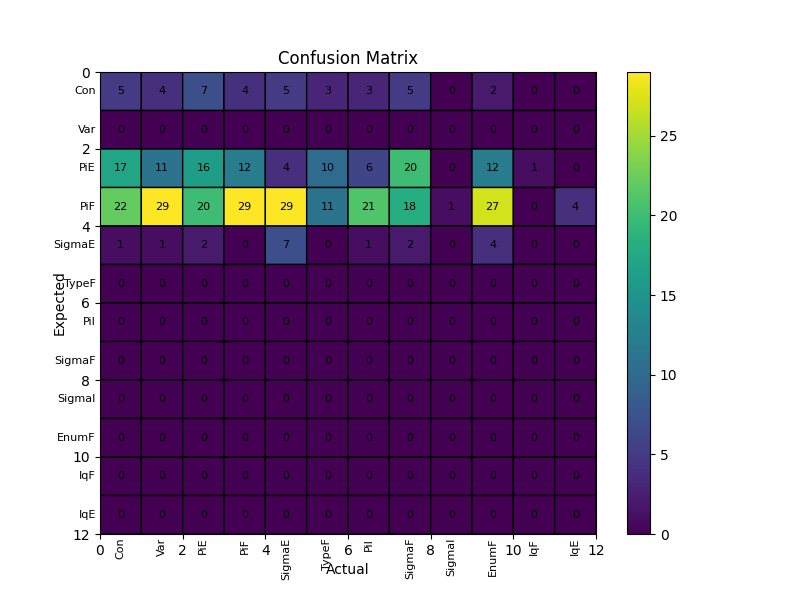 Confusion Matrix
0
Con 5 4 7 4 5 3 3 5 0 2 0 0
Var 0 0 0 0 0 0 0 0 0 0 0 0
2
PiE 17 11 16 12 4 10 6 20 0 12 1 0
PiF 22 29 20 29 29 11 21 18 1 27 0 4
4
SigmaE 1 1 2 0 7 0 1 2 0 4 0 0
Expected
TypeF 0 0 0 0 0 0 0 0 0 0 0 0
6
PiI 0 0 0 0 0 0 0 0 0 0 0 0
SigmaF 0 0 0 0 0 0 0 0 0 0 0 0
8
SigmaI 0 0 0 0 0 0 0 0 0 0 0 0
EnumF 0 0 0 0 0 0 0 0 0 0 0 0
10
IqF 0 0 0 0 0 0 0 0 0 0 0 0
IqE 0 0 0 0 0 0 0 0 0 0 0 0
12
0 2 4 6 8 10 12
Con Var PiE PiF SigmaE TypeF PiI SigmaF SigmaI EnumF IqF IqE
Actual
25
20
15
10
5
0